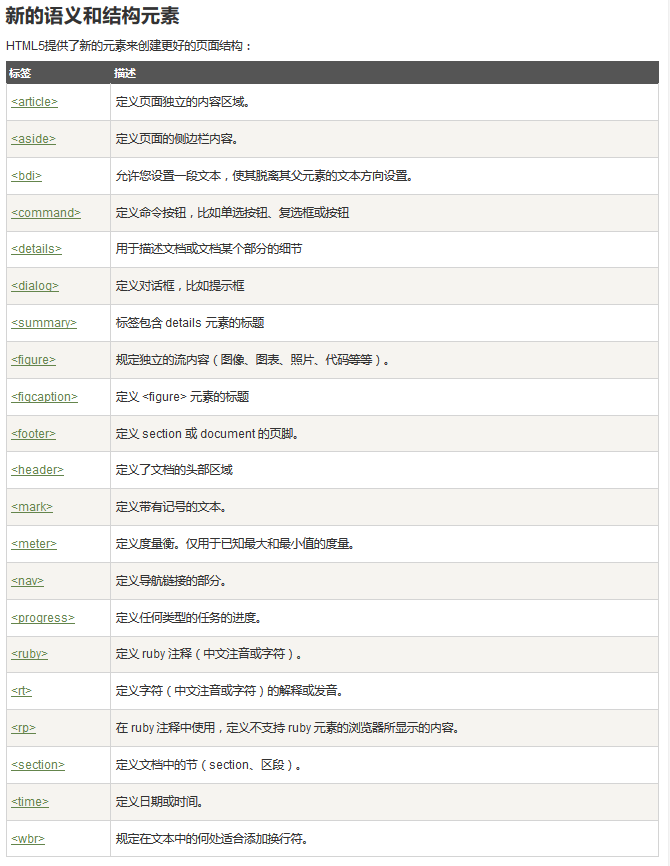 新的语义和结构元素
HTML5提供了新的元素来创建更好的页面结构：
标签 描述
<article> 定义页面独立的内容区域。
<aside> 定义页面的侧边栏内容。
<bdi> 允许您设置一段文本，使其脱离其父元素的文本方向设置。
<command> 定义命令按钮，比如单选按钮、复选框或按钮
<details> 用于描述文档或文档某个部分的细节
<dialog> 定义对话框，比如提示框
<summary> 标签包含 details 元素的标题
<figure> 规定独立的流内容（图像、图表、照片、代码等等）。
<figcaption> 定义 <figure> 元素的标题
<footer> 定义 section 或 document 的页脚。
<header> 定义了文档的头部区域
<mark> 定义带有记号的文本。
<meter> 定义度量衡。仅用于已知最大和最小值的度量。
<nav> 定义导航链接的部分。
<progress> 定义任何类型的任务的进度。
<ruby> 定义 ruby 注释（中文注音或字符）。
<rt> 定义字符（中文注音或字符）的解释或发音。
<rp> 在 ruby 注释中使用，定义不支持 ruby 元素的浏览器所显示的内容。
<section> 定义文档中的节（section、区段）。
<time> 定义日期或时间。
<wbr> 规定在文本中的何处适合添加换行符。